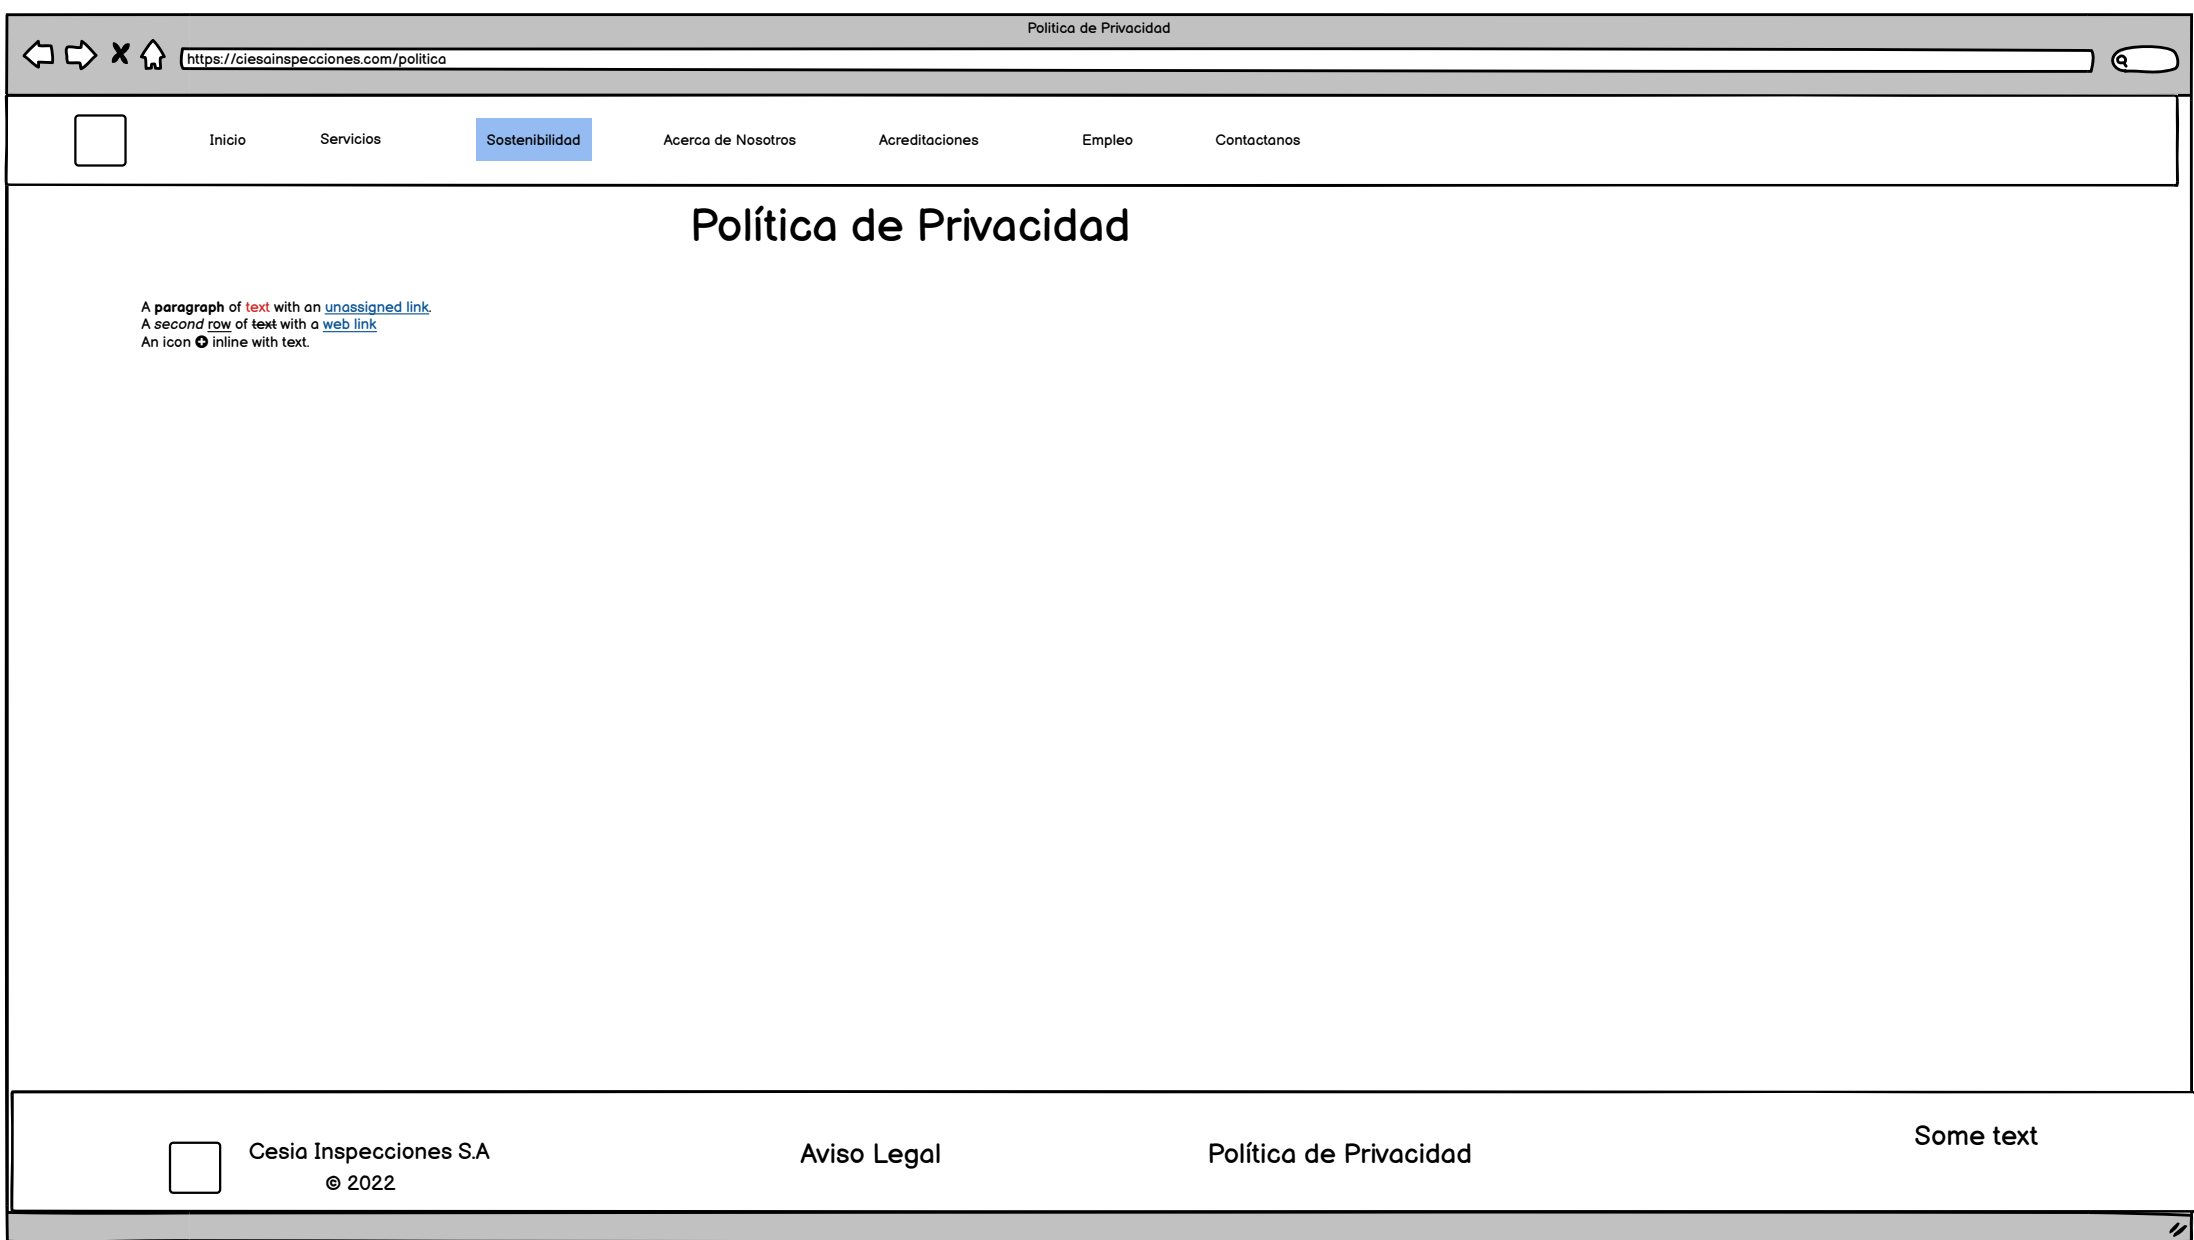 Politica de Privacidad
https://ciesainspecciones.com/politica
Inicio Servicios Sostenibilidad Acerca de Nosotros Acreditaciones Empleo Contactanos
Política de Privacidad
A paragraph of text with an unassigned link.
A second row of text with a web link
An icon inline with text.
Cesia Inspecciones S.A
© 2022
Aviso Legal
Política de Privacidad
Some text